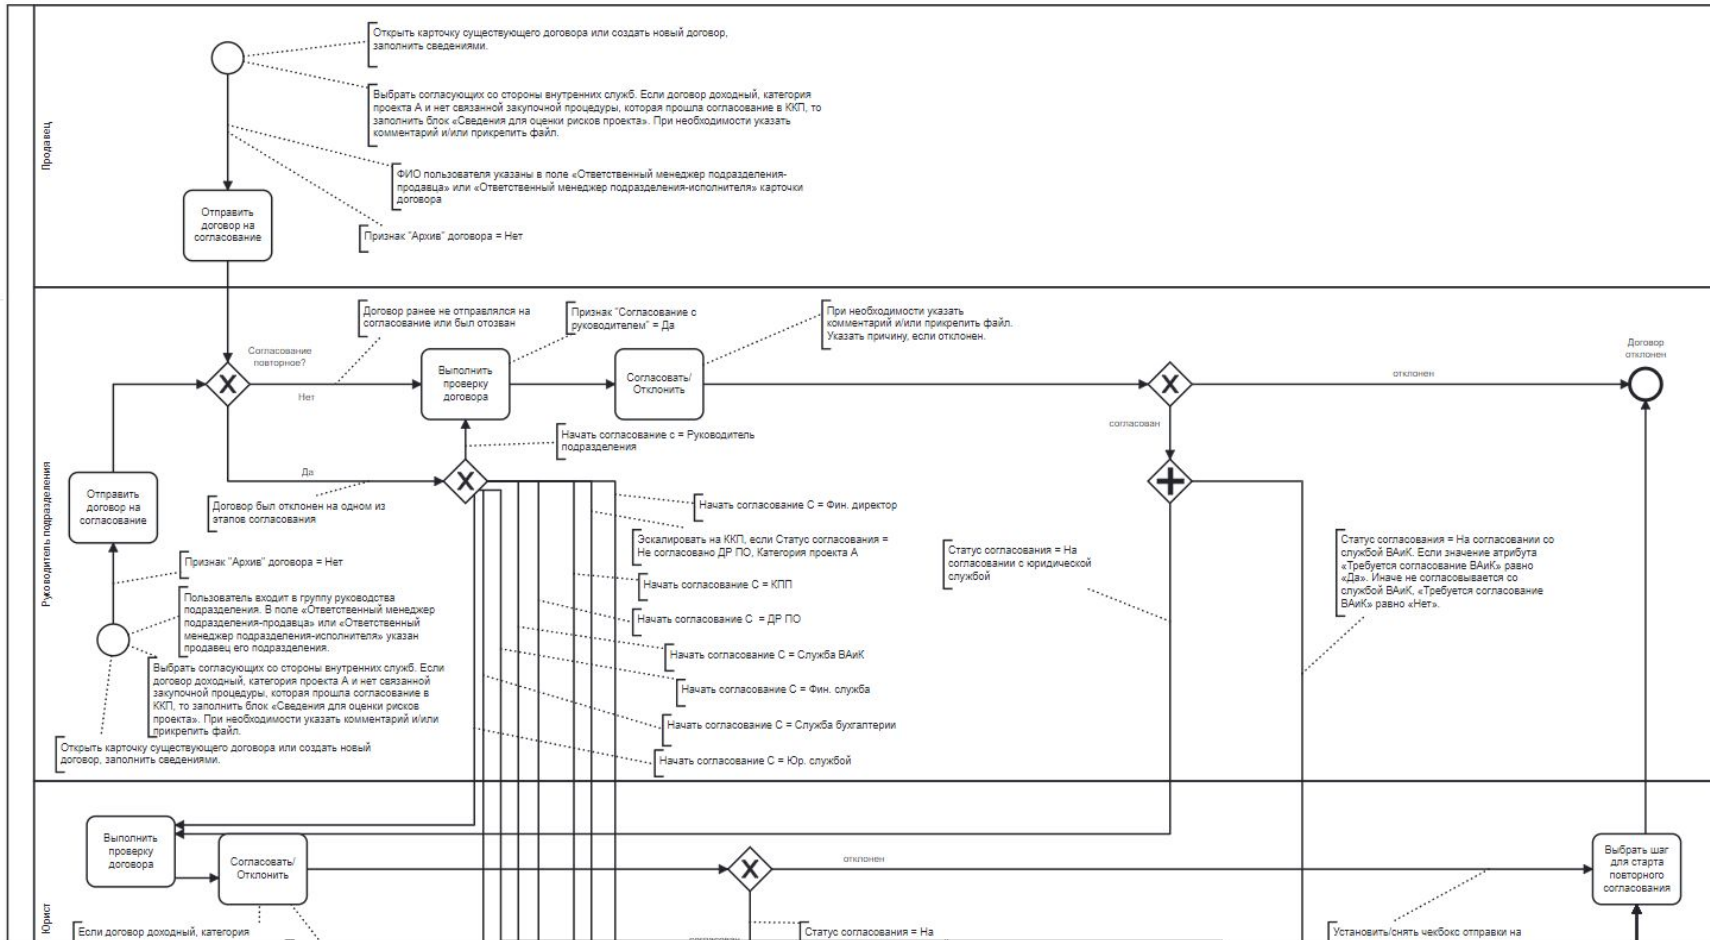 Продавец
Открыть карточку существующего договора или создать новый договор,
заполнить сведениями.
Выбрать согласующих со стороны внутренних служб. Если договор доходный, категория
проекта А и нет связанной закупочной процедуры, которая прошла согласование в ККП, то
заполнить блок «Сведения для оценки рисков проекта». При необходимости указать
комментарий и/или прикрепить файл.
ФИО пользователя указаны в поле «Ответственный менеджер подразделения-
продавца» или «Ответственный менеджер подразделения-исполнителя» карточки
договора
Отправить
договор на
согласование
Признак "Архив" договора = Нет
Руководитель подразделения
Договор ранее не отправлялся на
согласование или был отозван
Признак "Согласование с
руководителем" = Да
При необходимости указать
комментарий и/или прикрепить файл.
Указать причину, если отклонен.
Согласование
повторное?
Договор
отклонен
Выполнить
проверку
договора
Согласовать/
Отклонить
отклонен
Нет
согласован
Начать согласование с = Руководитель
подразделения
Да
Отправить
договор на
согласование
Договор был отклонен на одном из
этапов согласования
Начать согласование С = Фин. директор
Эскалировать на ККП, если Статус согласования =
Не согласовано ДР ПО, Категория проекта А
Статус согласования = На
согласовании с юридической
службой
Статус согласования = На согласовании со
службой ВАиК. Если значение атрибута
«Требуется согласование ВАиК» равно
«Да». Иначе не согласовывается со
службой ВАиК, «Требуется согласование
ВАиК» равно «Нет».
Признак "Архив" договора = Нет
Начать согласование С = КПП
Пользователь входит в группу руководства
подразделения. В поле «Ответственный менеджер
подразделения-продавца» или «Ответственный
менеджер подразделения-исполнителя» указан
продавец его подразделения.
Начать согласование С = ДР ПО
Начать согласование С = Служба ВАиК
Выбрать согласующих со стороны внутренних служб. Если
договор доходный, категория проекта А и нет связанной
закупочной процедуры, которая прошла согласование в
ККП, то заполнить блок «Сведения для оценки рисков
проекта». При необходимости указать комментарий и/или
прикрепить файл.
Начать согласование С = Фин. служба
Начать согласование С = Служба бухгалтерии
Открыть карточку существующего договора или создать новый
договор, заполнить сведениями.
Начать согласование С = Юр. службой
Юрист
Выполнить
проверку
договора
Согласовать/
Отклонить
отклонен
Выбрать шаг
для старта
повторного
согласования
Если договор доходный, категория
согласован
Статус согласования = На
Установить/снять чекбокс отправки на